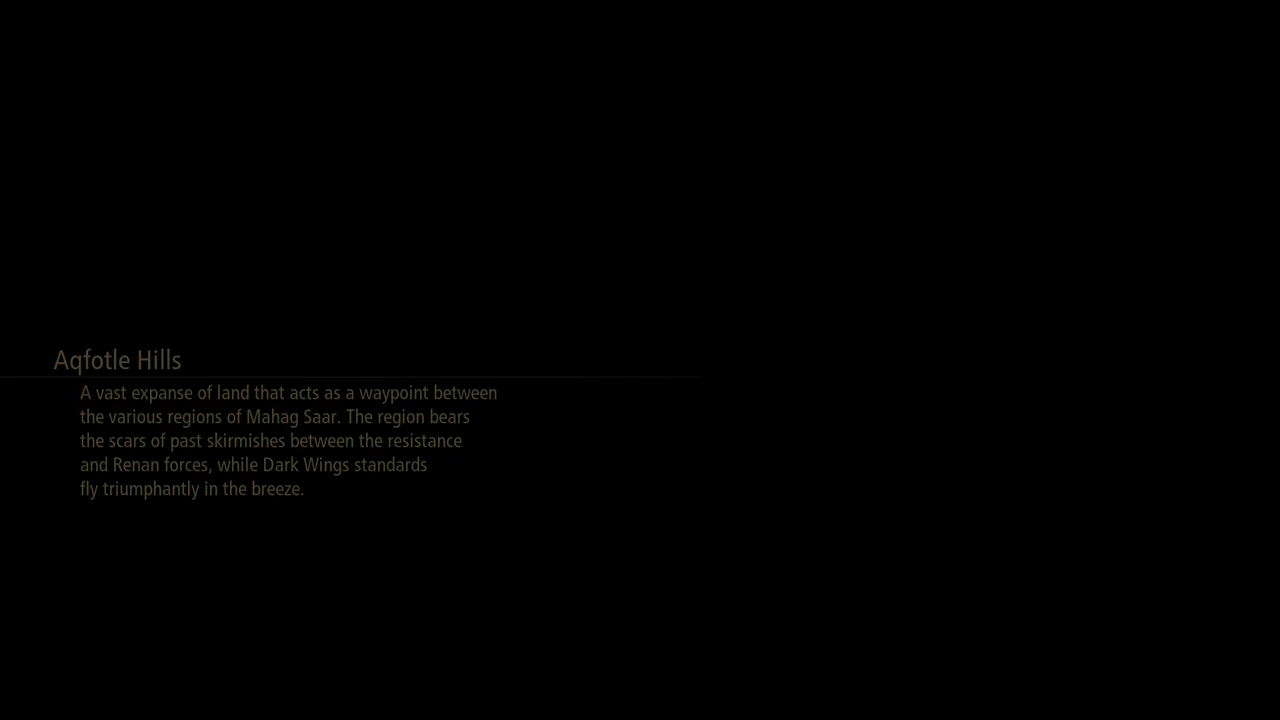 Aqfotle Hills
A vast expanse of land that acts as a waypoint between
the various regions of Mahag Saar. The region bears
the scars of past skirmishes between the resistance
and Renan forces, while Dark Wings standards
fly triumphantly in the breeze.